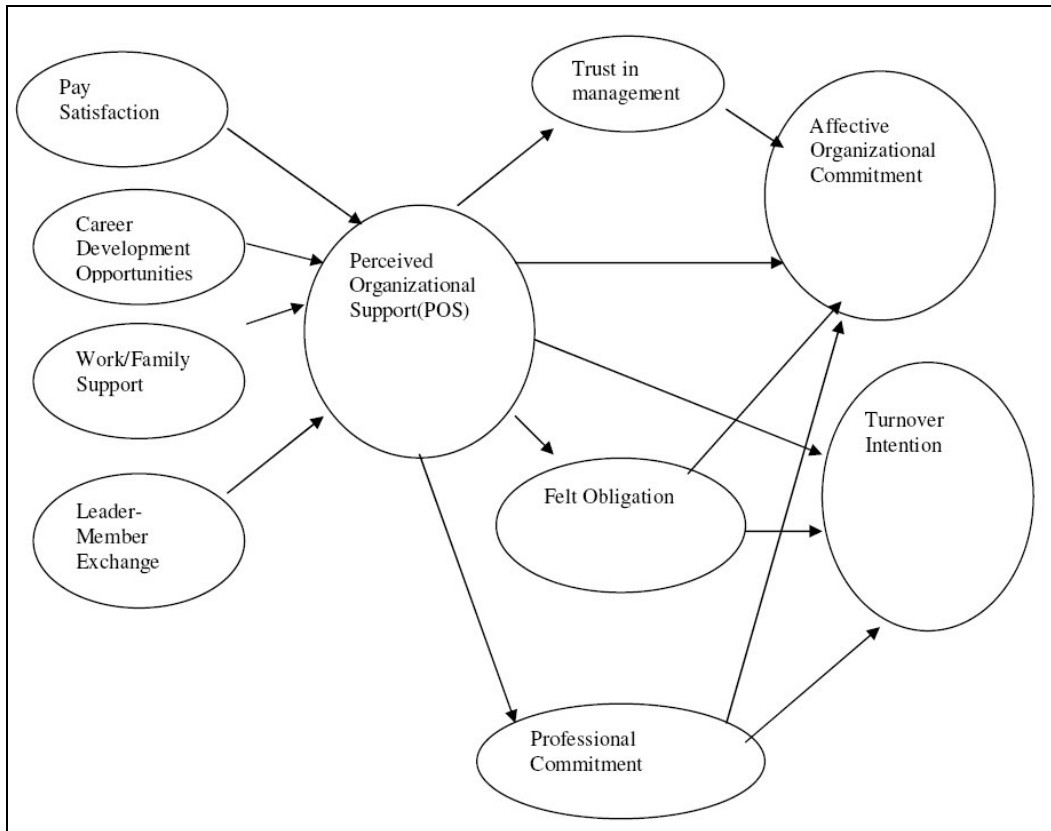 Pay
Satisfaction
Career
Development
Opportunities
Work/Family
Support
Leader-
Member
Exchange
Perceived
Organizational
Support(POS)
Trust in
management
Felt Obligation
Professional
Commitment
Affective
Organizational
Commitment
Turnover
Intention